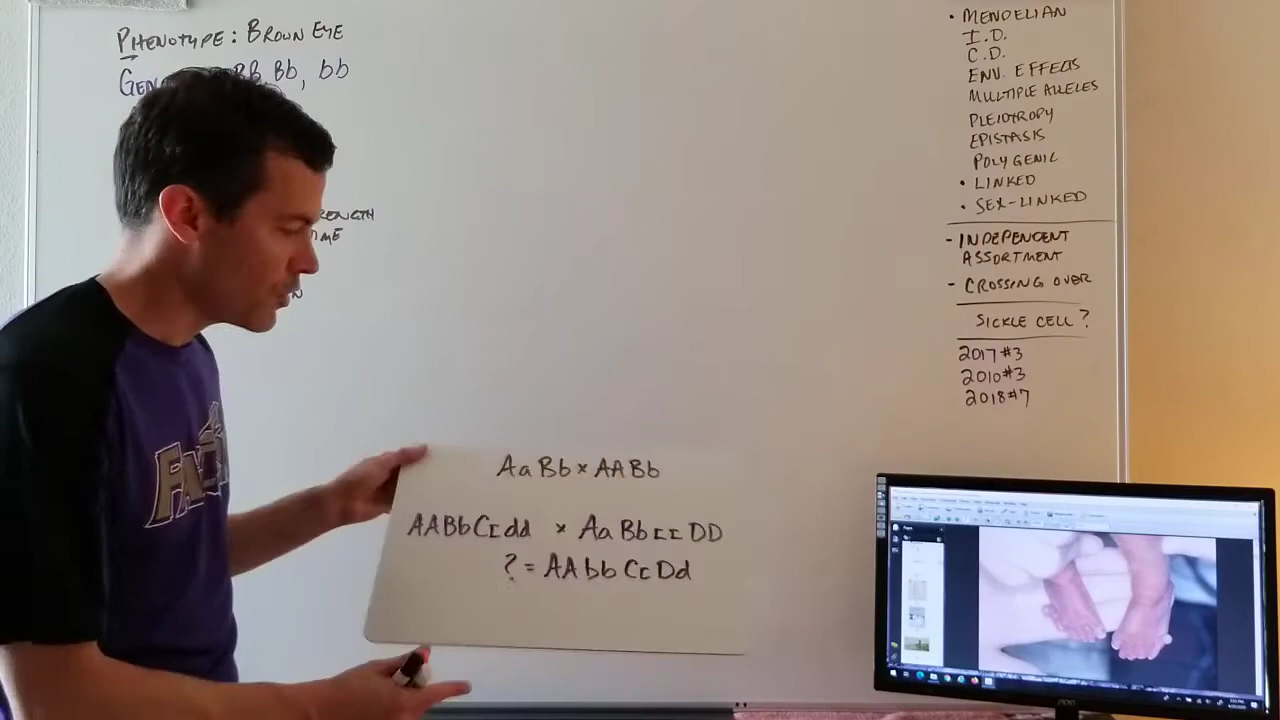 PHENOTYPE: BROWN EYE
Bb, bb
AaBb × AABb
AABbCcdd × AaBbccDD
? = AAbbCcDd
• MENDELIAN
I.D.
C.D.
ENV. EFFECTS
MULTIPLE ALLELES
PLEIOTROPY
EPISTASIS
POLYGENIC
• LINKED
• SEX-LINKED
- INDEPENDENT
ASSORTMENT
- CROSSING OVER
SICKLE CELL?
2017 #3
2010 #3
2018 #7